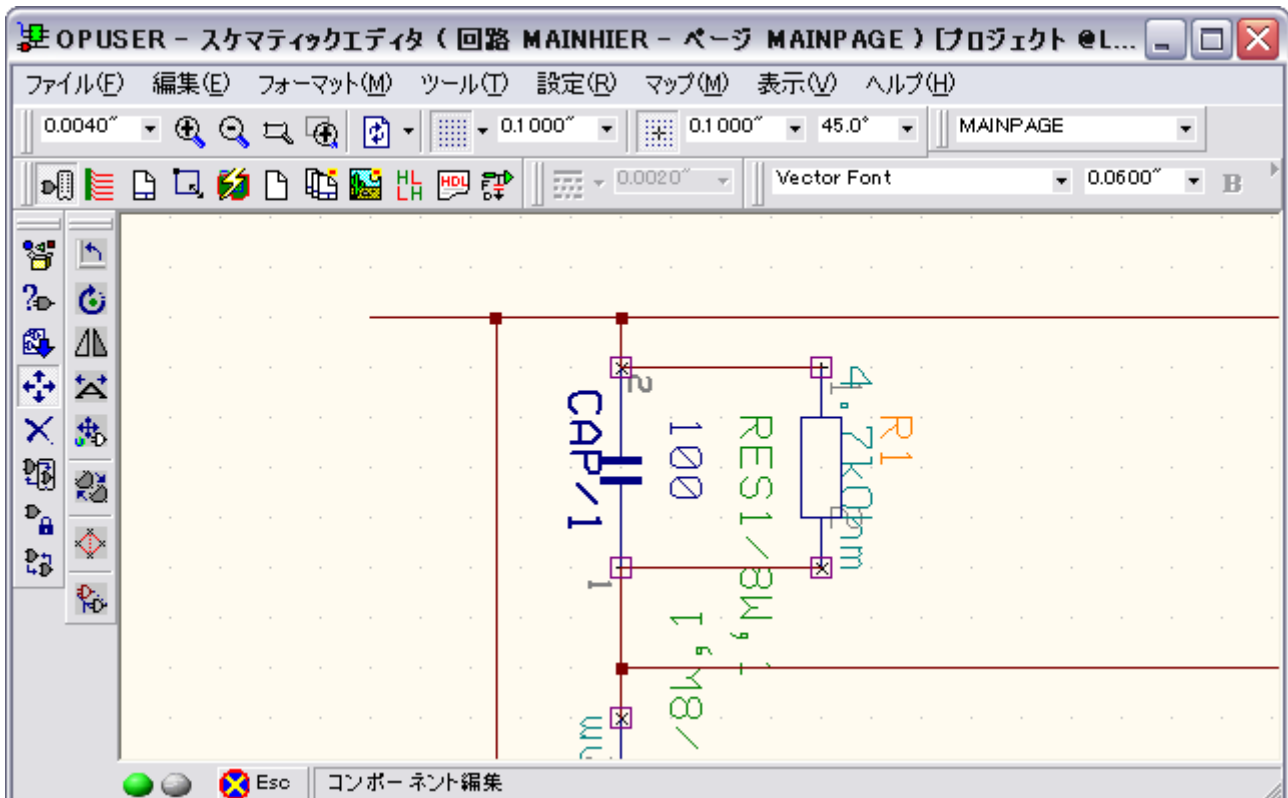 OPUSER - スケマティックエディタ ( 回路 MAINHIER - ページ MAINPAGE ) [プロジェクト @L...
ファイル(F) 編集(E) フォーマット(M) ツール(T) 設定(R) マップ(M) 表示(V) ヘルプ(H)
0.0040" 0.1000" 0.1000" 45.0° MAINPAGE
HDL 0.0020" Vector Font 0.0600" B
2
1
CAP/1
100
RES1/8W,
4.7kOhm
R1
1
2
Esc コンポーネント編集